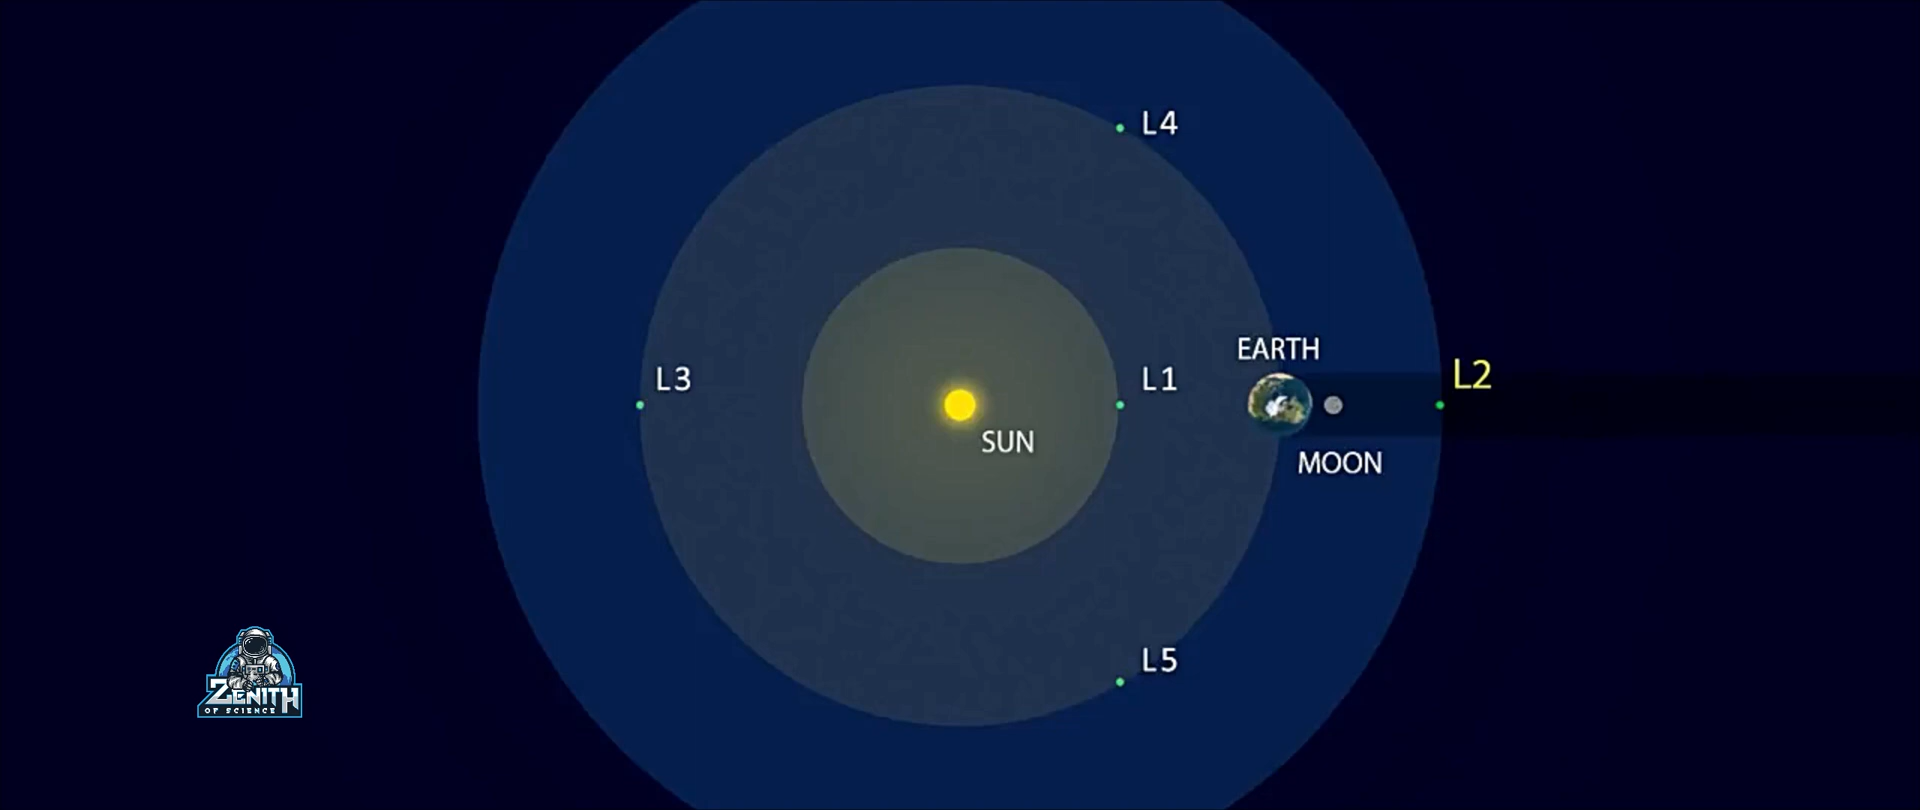 L4
EARTH
L3
L1
L2
SUN
MOON
L5
ZENITH
OF SCIENCE